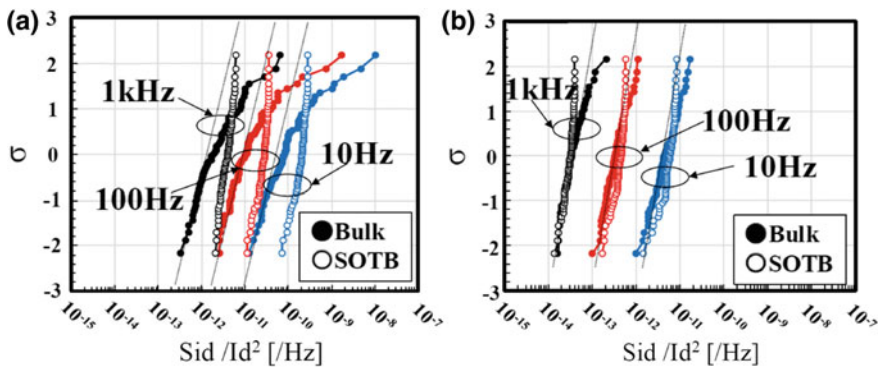 (a)
3
2
1
0
-1
-2
-3
σ
1kHz
100Hz
10Hz
Bulk
SOTB
10⁻¹⁵
10⁻¹⁴
10⁻¹³
10⁻¹²
10⁻¹¹
10⁻¹⁰
10⁻⁹
10⁻⁸
10⁻⁷
Sid /Id² [/Hz]
(b)
3
2
1
0
-1
-2
-3
σ
1kHz
100Hz
10Hz
Bulk
SOTB
10⁻¹⁵
10⁻¹⁴
10⁻¹³
10⁻¹²
10⁻¹¹
10⁻¹⁰
10⁻⁹
10⁻⁸
10⁻⁷
Sid /Id² [/Hz]